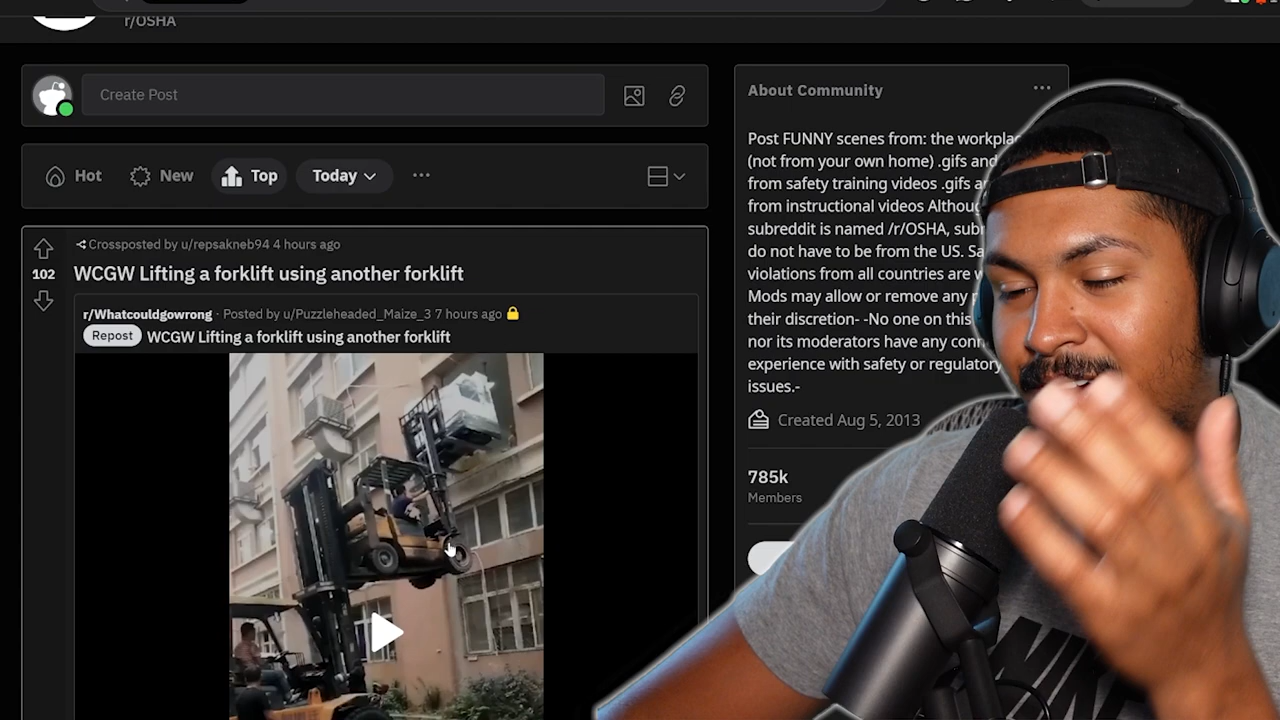 r/OSHA
Create Post
Hot
New
Top
Today
About Community
Post FUNNY scenes from: the workplac
(not from your own home) .gifs and
from safety training videos .gifs a
from instructional videos Althou
subreddit is named /r/OSHA, sub
do not have to be from the US. Sa
violations from all countries are
Mods may allow or remove any
their discretion- -No one on this
nor its moderators have any con
experience with safety or regulatory
issues.-
Created Aug 5, 2013
785k
Members
Crossposted by u/repsakneb94 4 hours ago
102
WCGW Lifting a forklift using another forklift
r/Whatcouldgowrong · Posted by u/Puzzleheaded_Maize_3 7 hours ago
Repost WCGW Lifting a forklift using another forklift